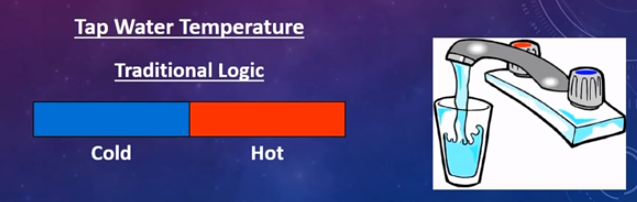 Tap Water Temperature
Traditional Logic
Cold Hot